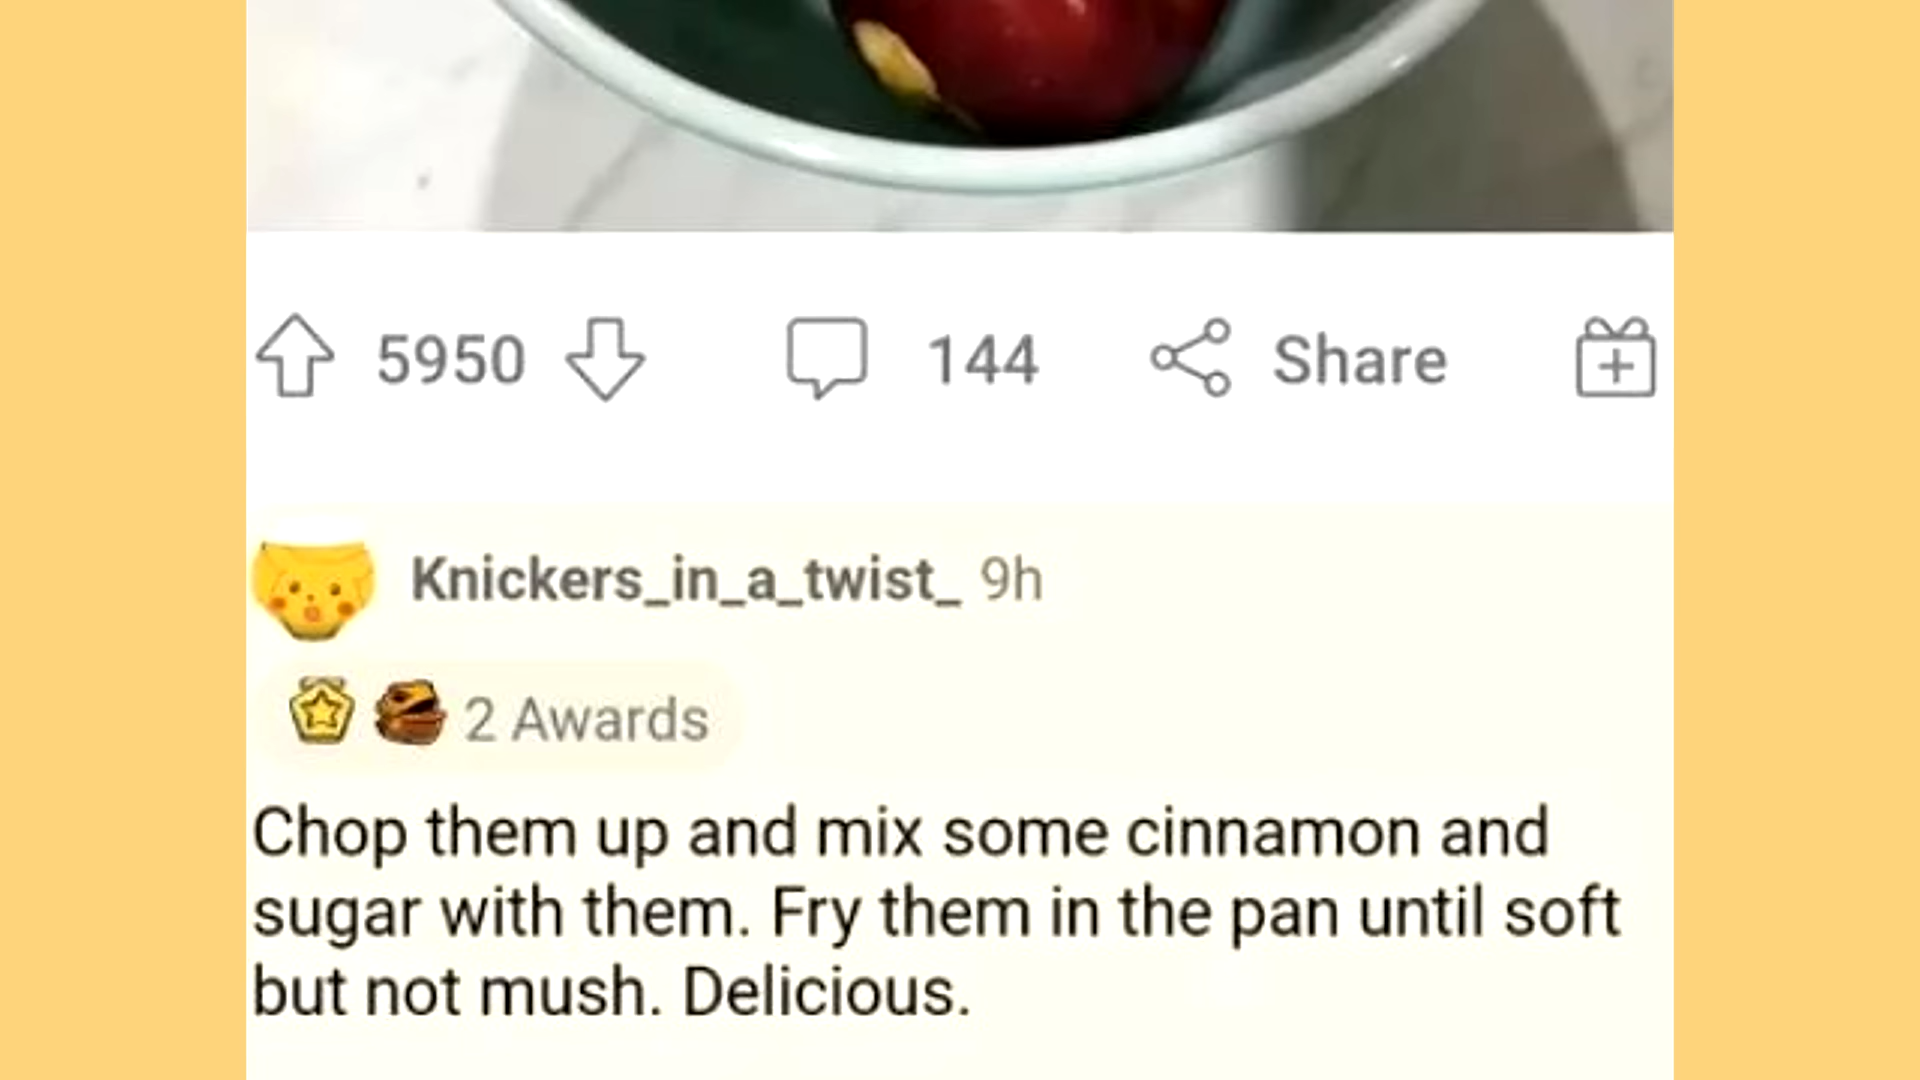 5950 144 Share
Knickers_in_a_twist_ 9h
2 Awards
Chop them up and mix some cinnamon and
sugar with them. Fry them in the pan until soft
but not mush. Delicious.